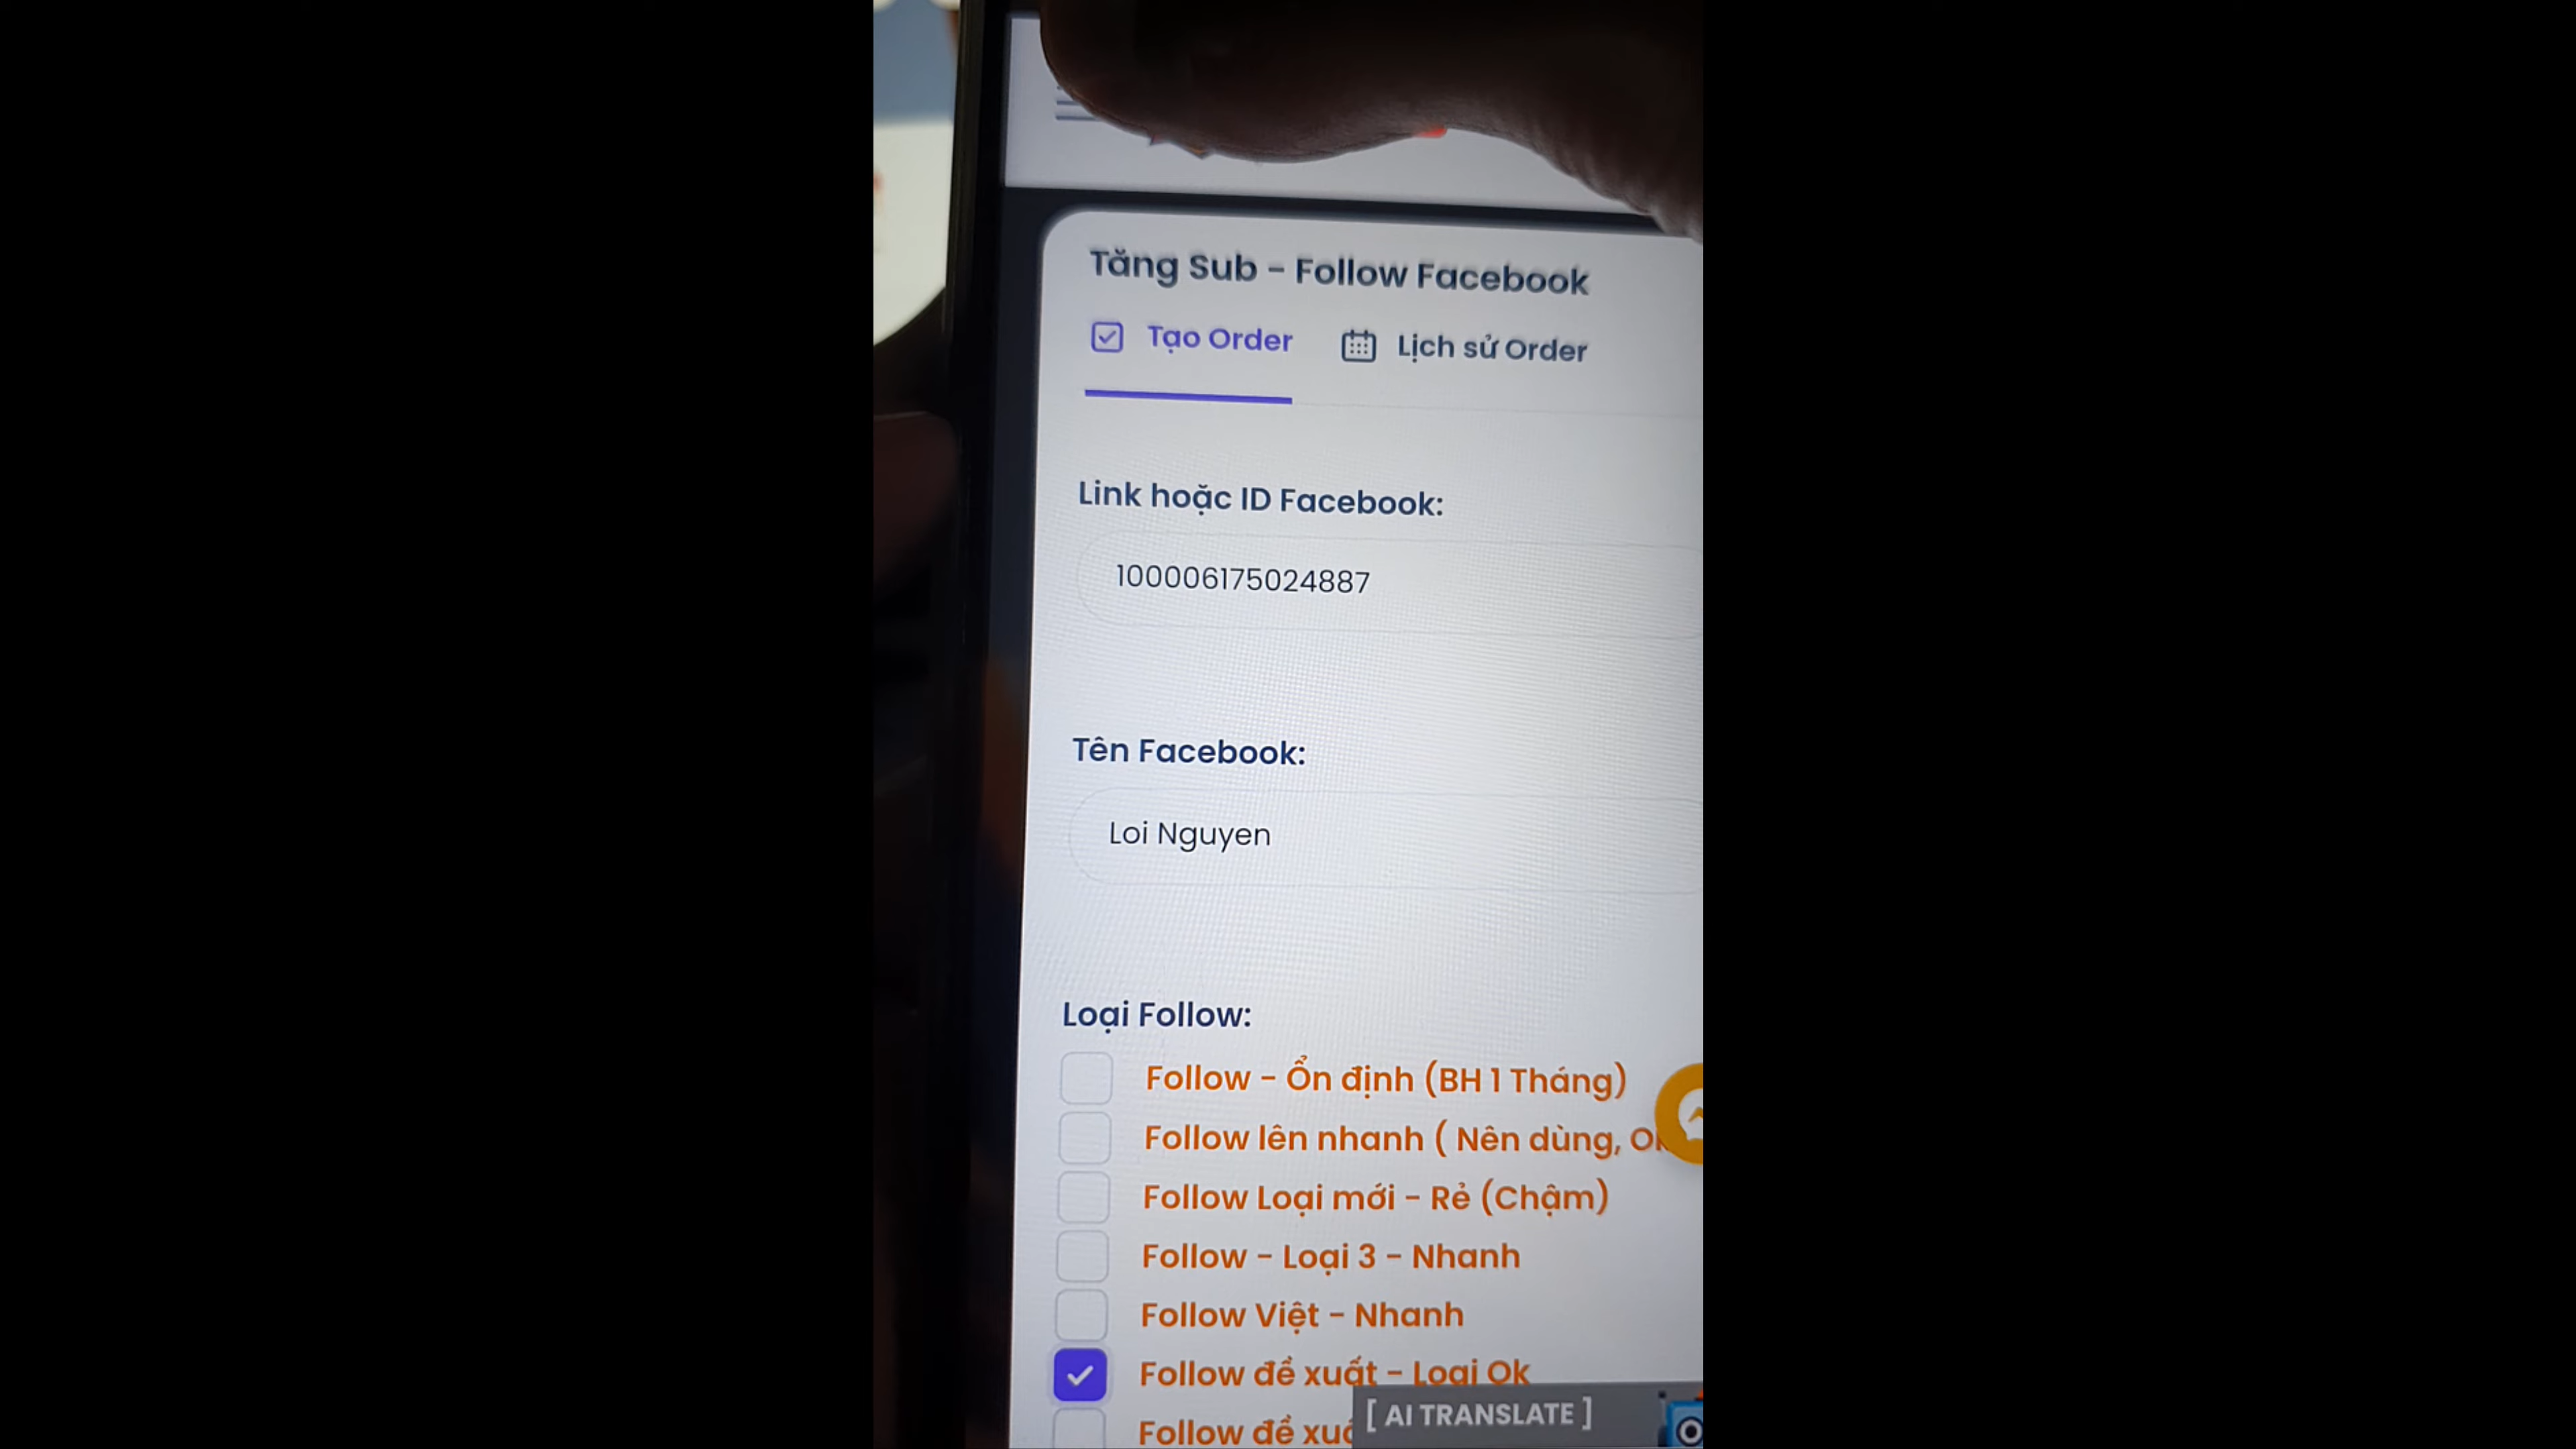 Tăng Sub - Follow Facebook
Tạo Order
Lịch sử Order
Link hoặc ID Facebook:
100006175024887
Tên Facebook:
Loi Nguyen
Loại Follow:
Follow - Ổn định (BH 1 Tháng)
Follow lên nhanh ( Nên dùng,
Follow Loại mới - Rẻ (Chậm)
Follow - Loại 3 - Nhanh
Follow Việt - Nhanh
Follow đề xuất - Loại Ok
Follow đề
[ AI TRANSLATE ]